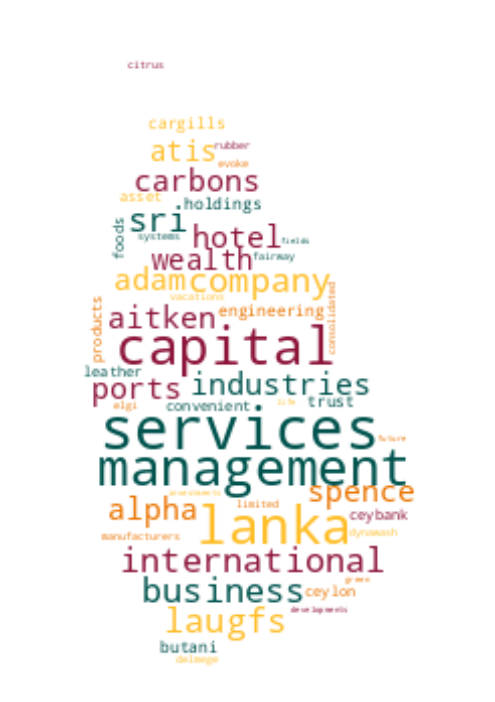 citrus
cargills
atis rubber
evoke
carbons
asset holdings
sri
foods systems hotel fields
wealth fairway
adam company
vacations
products aitken engineering consolidated
capital
leather
ports industries
elgi convenient life trust
services future
management
investments spence
alpha limited
lanka ceybank
manufacturers dynawash
international
green
business ceylon
laugfs developments
butani
delmege